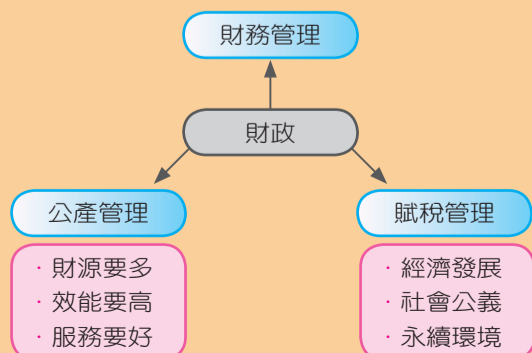 財務管理
財政
公產管理
· 財源要多
· 效能要高
· 服務要好
賦稅管理
· 經濟發展
· 社會公義
· 永續環境